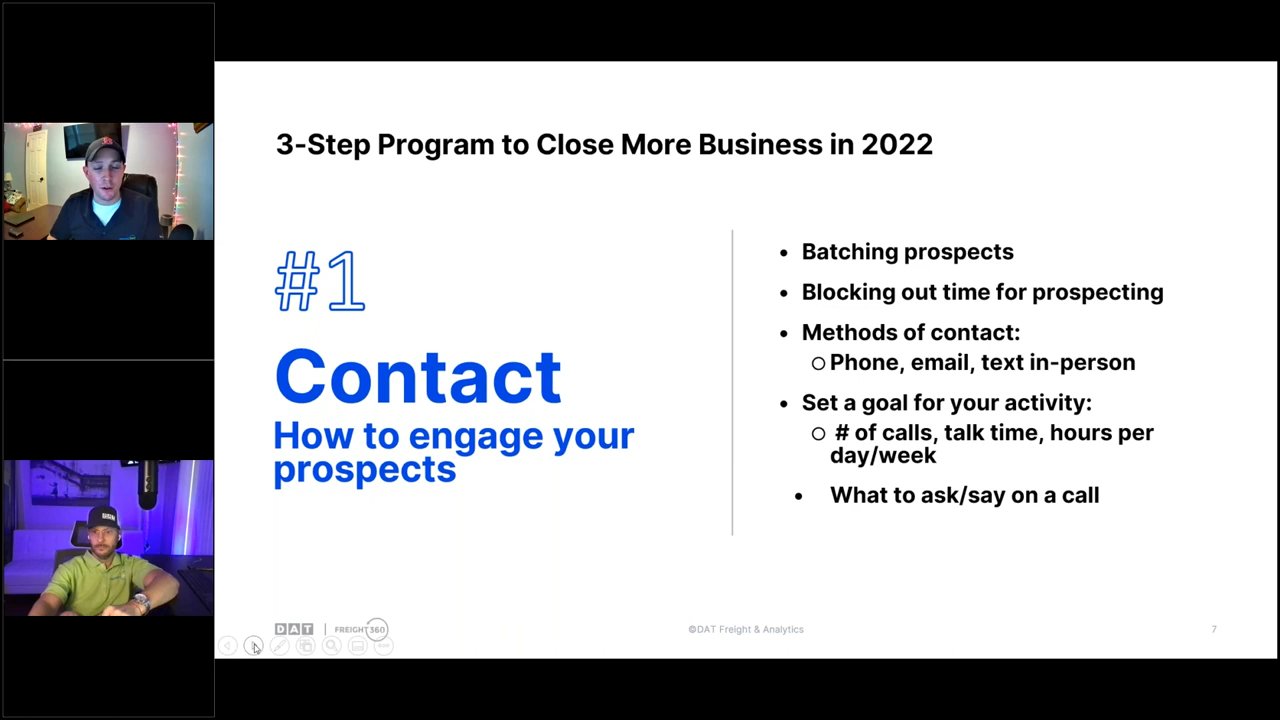 3-Step Program to Close More Business in 2022
#1
Contact
How to engage your
prospects
• Batching prospects
• Blocking out time for prospecting
• Methods of contact:
○ Phone, email, text in-person
• Set a goal for your activity:
○ # of calls, talk time, hours per
day/week
• What to ask/say on a call
DAT | FREIGHT 360
©DAT Freight & Analytics
7